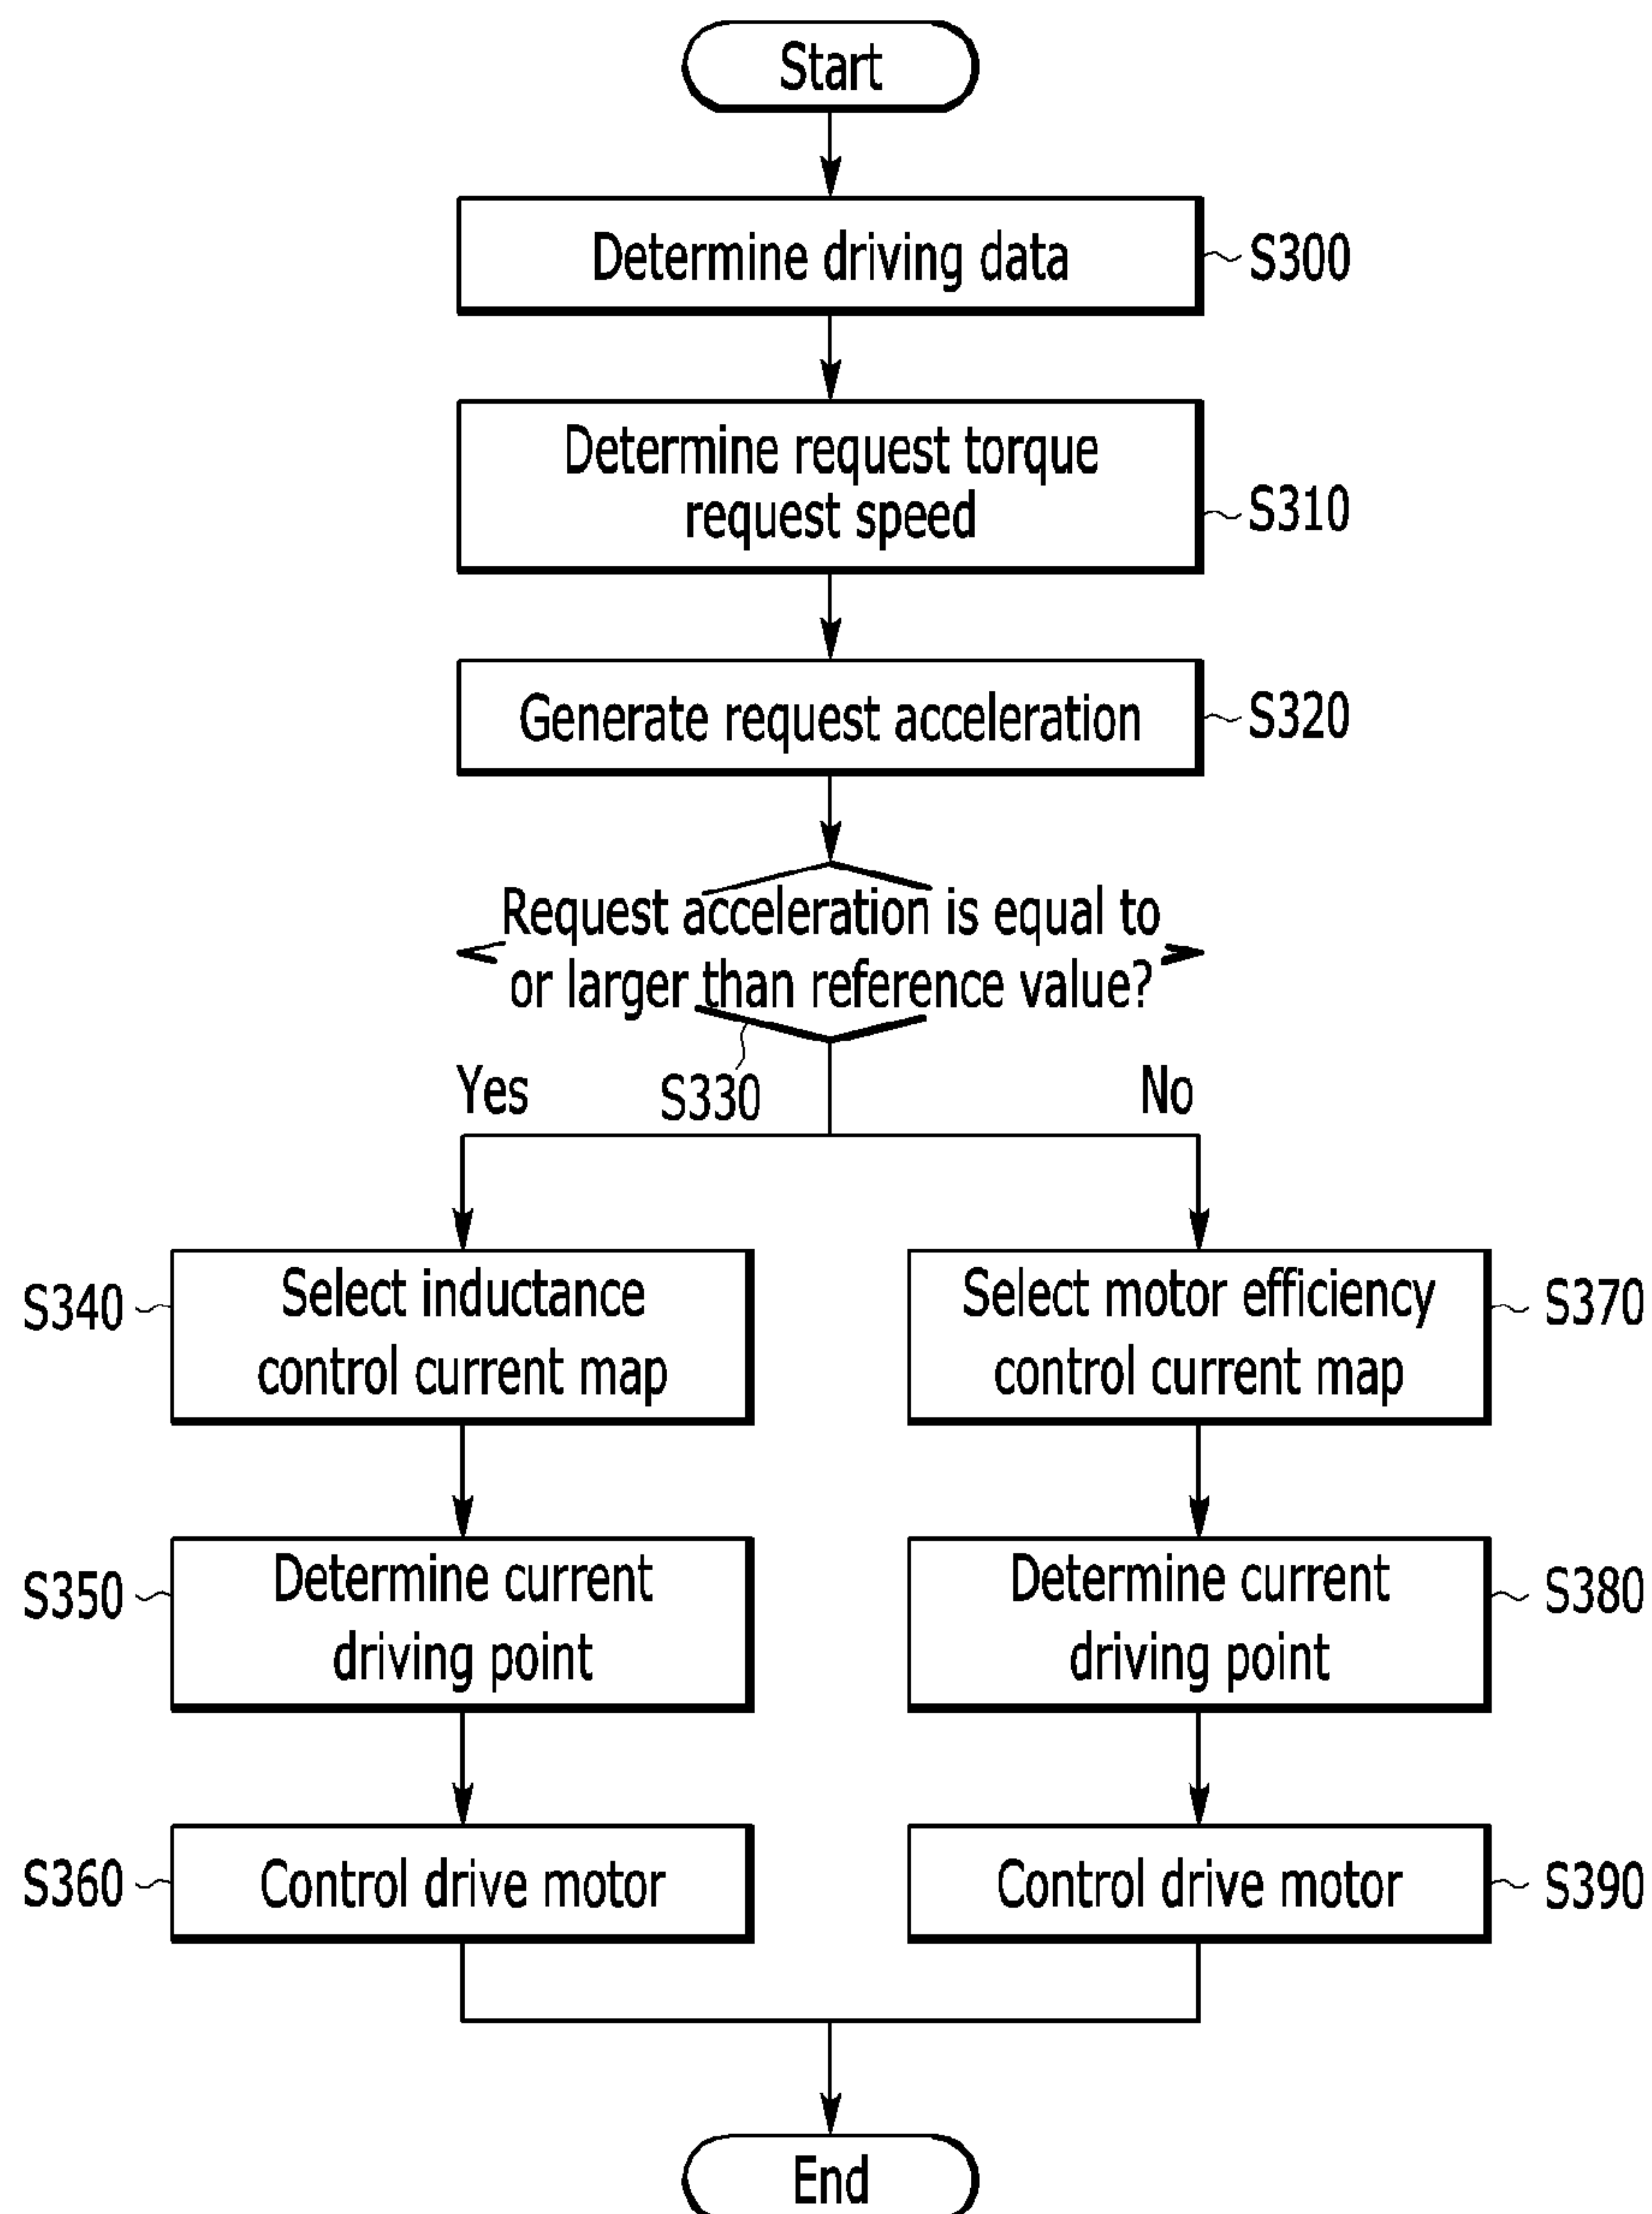 Start
Determine driving data
S300
Determine request torque
request speed
S310
Generate request acceleration
S320
Request acceleration is equal to
or larger than reference value?
S330
Yes
No
S340
Select inductance
control current map
Select motor efficiency
control current map
S370
S350
Determine current
driving point
Determine current
driving point
S380
S360
Control drive motor
Control drive motor
S390
End